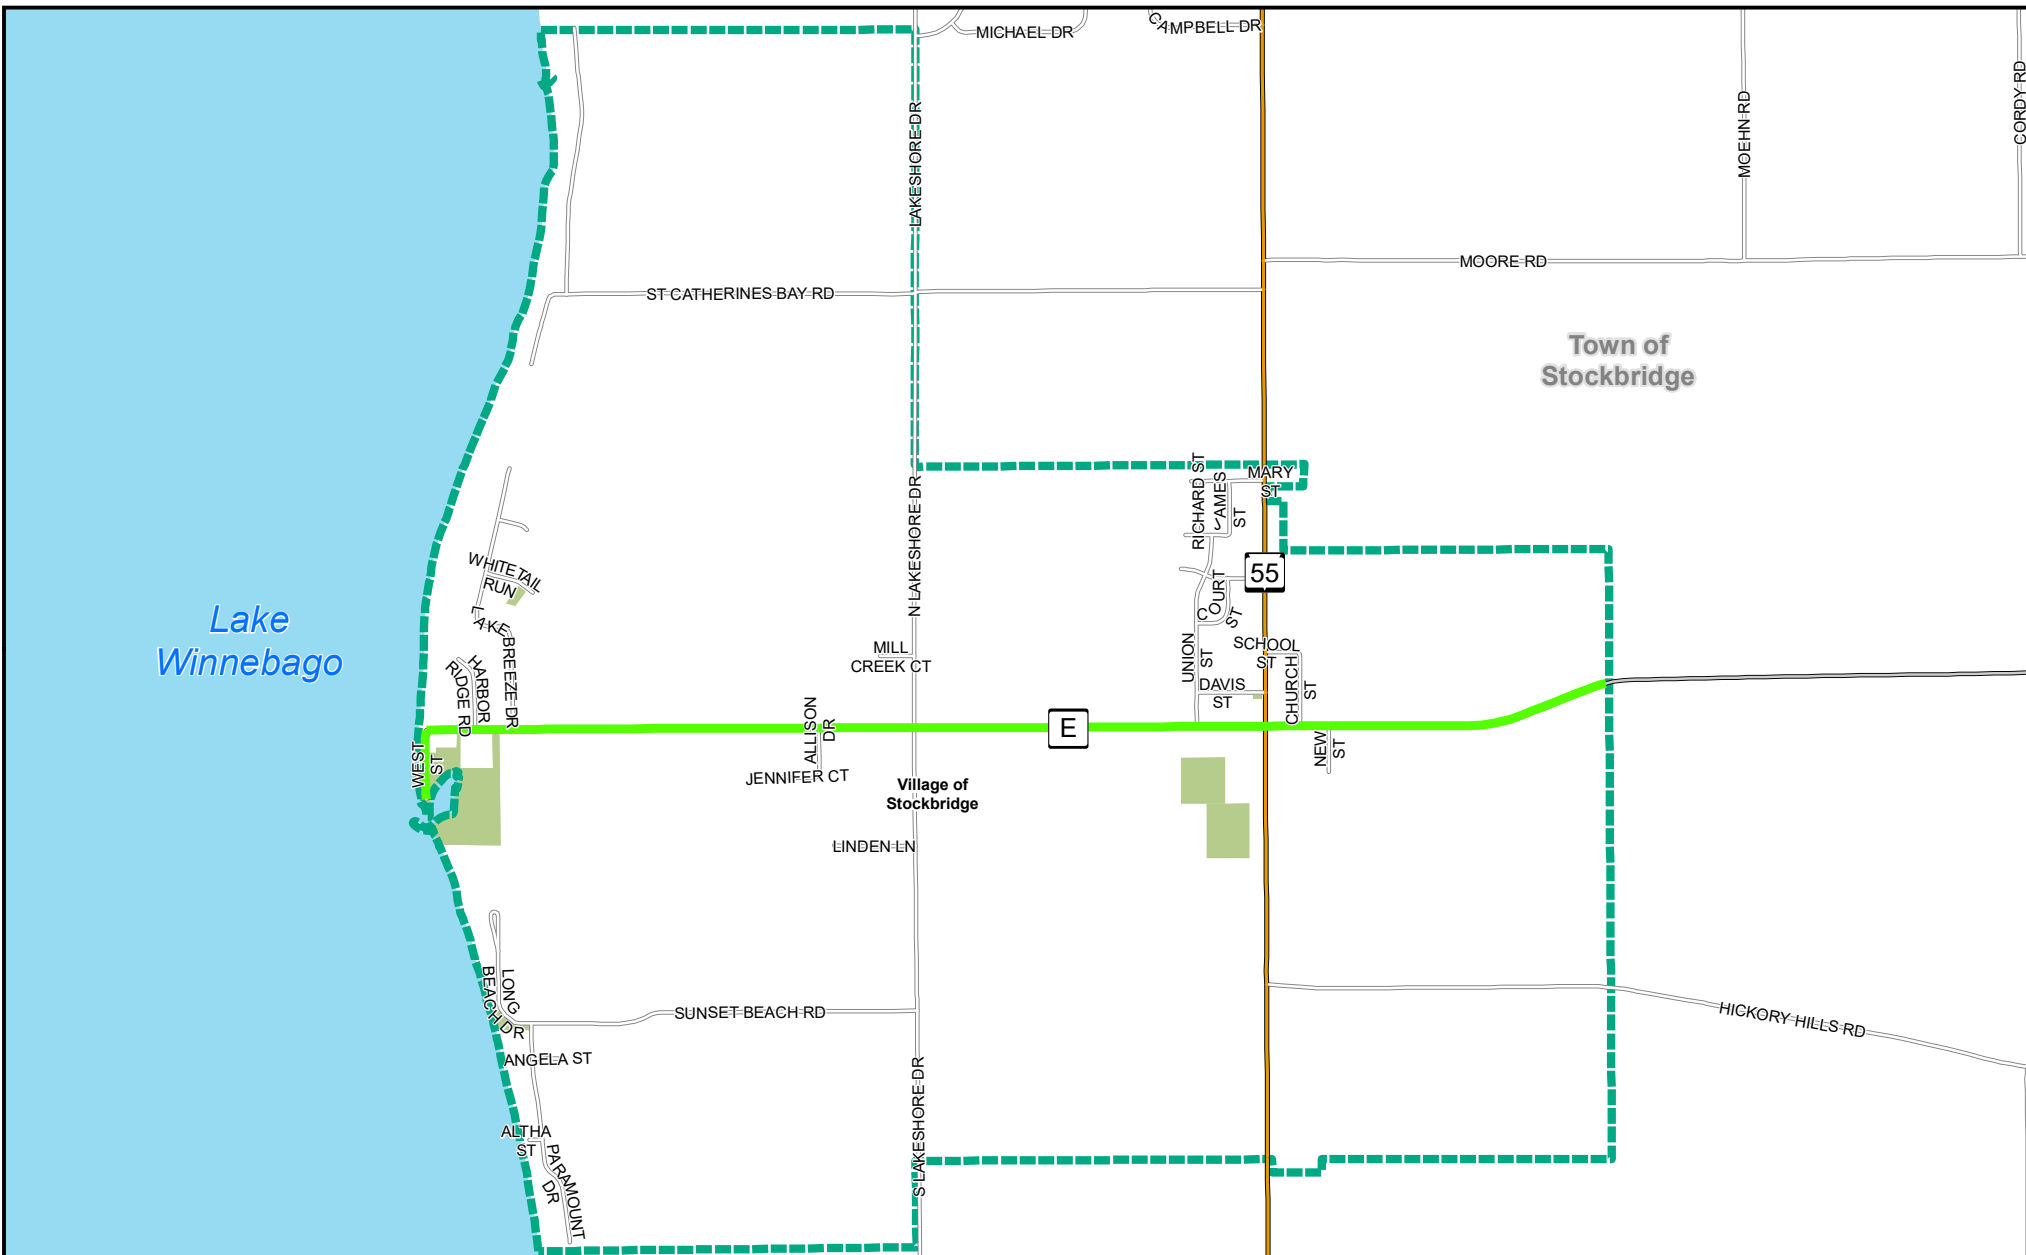 MICHAEL DR
CAMPBELL DR
LAKESHORE DR
MOEHN RD
CORDY RD
MOORE RD
ST CATHERINES BAY RD
Town of
Stockbridge
RICHARD ST
JAMES
ST
MARY
ST
N LAKESHORE DR
55
WHITETAIL
RUN
LAKE
BREEZE DR
COURT
ST
Lake
Winnebago
HARBOR
RIDGE RD
MILL
CREEK CT
UNION
ST
SCHOOL
ST
CHURCH
ST
DAVIS
ST
ALLISON
DR
E
WEST
ST
NEW
ST
JENNIFER CT
Village of
Stockbridge
LINDEN LN
LONG
BEACH DR
SUNSET BEACH RD
HICKORY HILLS RD
ANGELA ST
S LAKESHORE DR
ALTHA
ST
PARAMOUNT
DR